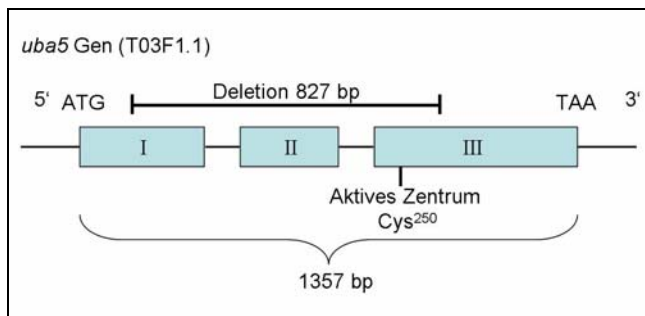 uba5 Gen (T03F1.1)
Deletion 827 bp
5' ATG TAA 3'
I II III
Aktives Zentrum
Cys250
1357 bp